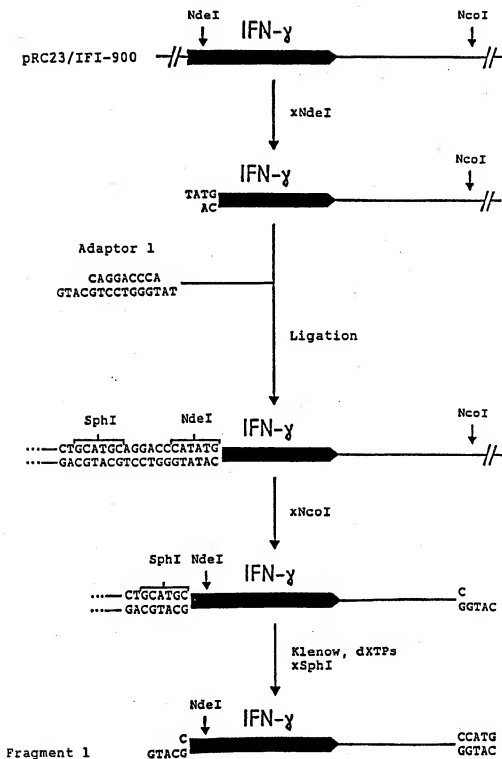 NdeI
IFN-γ
NcoI
pRC23/IFI-900
xNdeI
IFN-γ
NcoI
TATG
AC
Adaptor 1
CAGGACCCA
GTACGTCCTGGGTAT
Ligation
SphI
NdeI
IFN-γ
NcoI
CTGCATGCAGGACCCATATG
GACGTACGTCCTGGGTATAC
xNcoI
SphI NdeI
IFN-γ
CTGCATGC
GACGTACG
C
GGTAC
Klenow, dXTPs
xSphI
NdeI
IFN-γ
C
GTACG
CCATG
GGTAC
Fragment 1